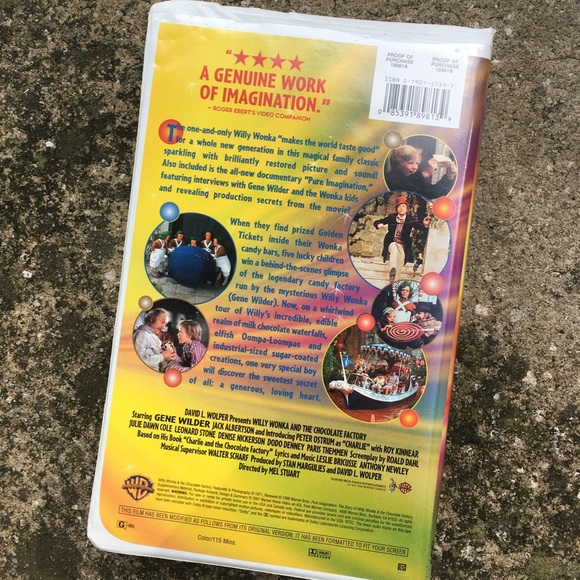 "★★★★
A GENUINE WORK
OF IMAGINATION."
- ROGER EBERT'S VIDEO COMPANION
PROOF OF
PURCHASE
PROOF OF
PURCHASE
0 85391 89813 9
The one-and-only Willy Wonka "makes the world taste good"
for a whole new generation in this magical family classic
sparkling with brilliantly restored picture and sound!
Also included is the all-new documentary "Pure Imagination,"
featuring interviews with Gene Wilder and the Wonka kids
and revealing production secrets from the movie!
When they find prized Golden
Tickets inside their Wonka
candy bars, five lucky children
win a behind-the-scenes glimpse
of the legendary candy factory
run by the mysterious Willy Wonka
(Gene Wilder). Now, on a whirlwind
tour of Willy's incredible, edible
realm of milk chocolate waterfalls,
elfish Oompa-Loompas and
industrial-sized sugar-coated
creations, one very special boy
will discover the sweetest secret
of all: a generous, loving heart.
DAVID L. WOLPER Presents WILLY WONKA AND THE CHOCOLATE FACTORY
Starring GENE WILDER JACK ALBERTSON and Introducing PETER OSTRUM as "CHARLIE" with ROY KINNEAR
JULIE DAWN COLE LEONARD STONE DENISE NICKERSON DODO DENNEY PARIS THEMMEN Screenplay by ROALD DAHL
Based on His Book "Charlie and the Chocolate Factory" Lyrics and Music LESLIE BRICUSSE ANTHONY NEWLEY
Musical Supervisor WALTER SCHARF Produced by STAN MARGULIES and DAVID L. WOLPER
Directed by MEL STUART
WB
THIS FILM HAS BEEN MODIFIED AS FOLLOWS FROM ITS ORIGINAL VERSION. IT HAS BEEN FORMATTED TO FIT YOUR SCREEN.
G
Color/115 Mins.
DOLBY